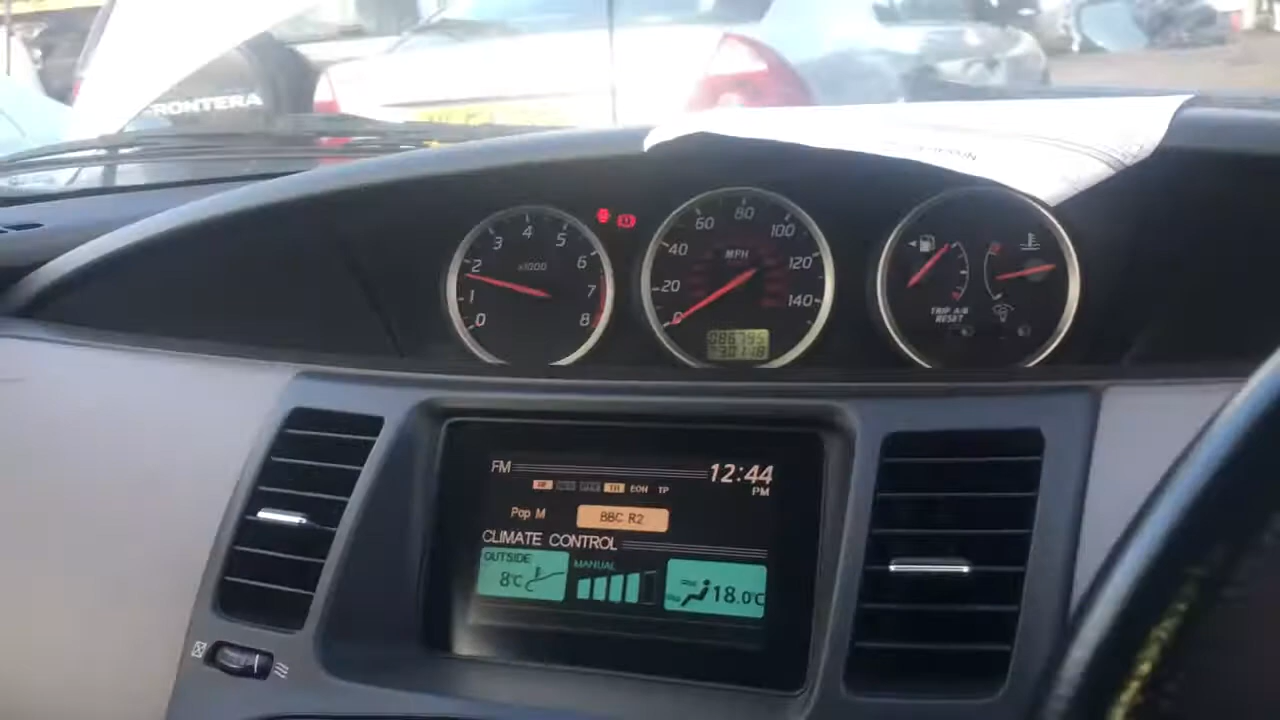 FRONTERA
0 1 2 3 4 5 6 7 8
x1000
0 20 40 60 80 100 120 140
MPH
086795
TRIP A/B
RESET
FM
12:44
PM
EON TP
Pop M
BBC R2
CLIMATE CONTROL
OUTSIDE
8°C
MANUAL
18.0°C